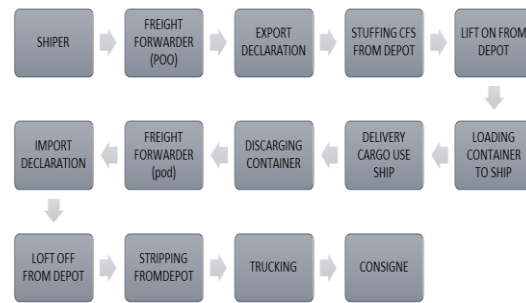 SHIPER
FREIGHT
FORWARDER
(POO)
EXPORT
DECLARATION
STUFFING CFS
FROM DEPOT
LIFT ON FROM
DEPOT
LOADING
CONTAINER
TO SHIP
DELIVERY
CARGO USE
SHIP
DISCARGING
CONTAINER
FREIGHT
FORWARDER
(pod)
IMPORT
DECLARATION
LOFT OFF
FROM DEPOT
STRIPPING
FROMDEPOT
TRUCKING
CONSIGNE